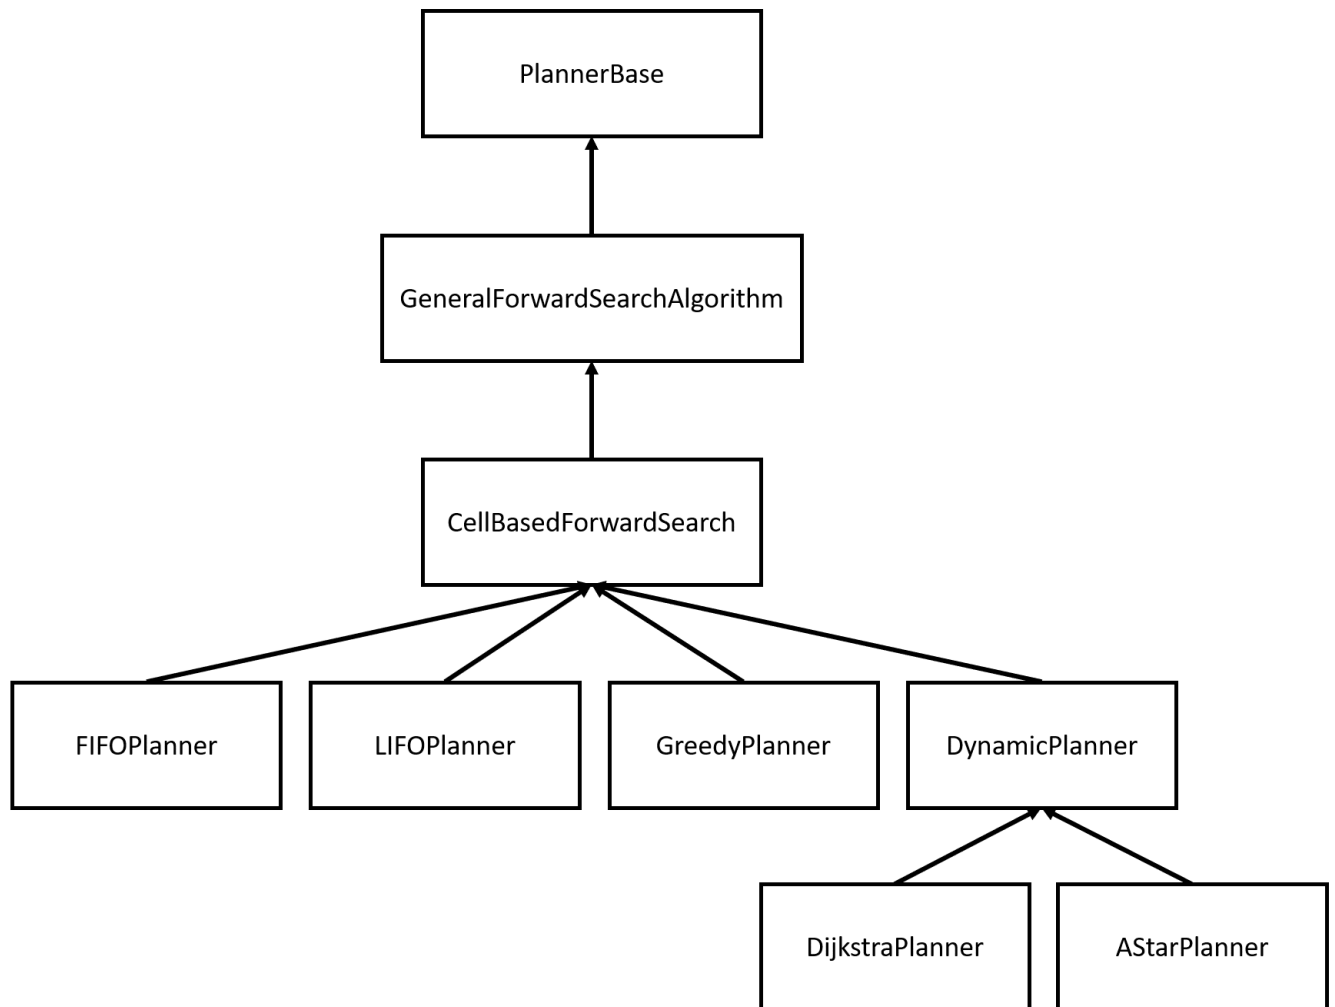 PlannerBase
GeneralForwardSearchAlgorithm
CellBasedForwardSearch
FIFOPlanner
LIFOPlanner
GreedyPlanner
DynamicPlanner
DijkstraPlanner
AStarPlanner